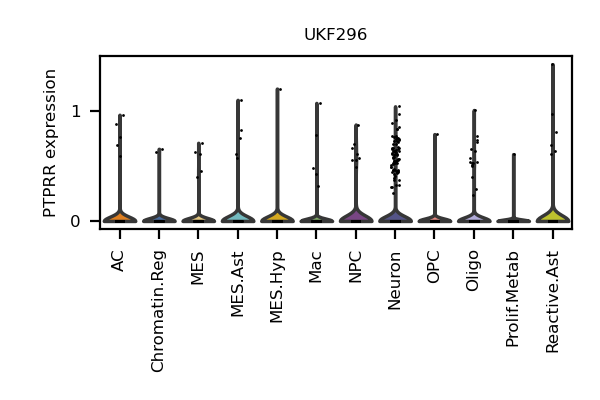 UKF296
PTPRR expression
1
0
AC
Chromatin.Reg
MES
MES.Ast
MES.Hyp
Mac
NPC
Neuron
OPC
Oligo
Prolif.Metab
Reactive.Ast